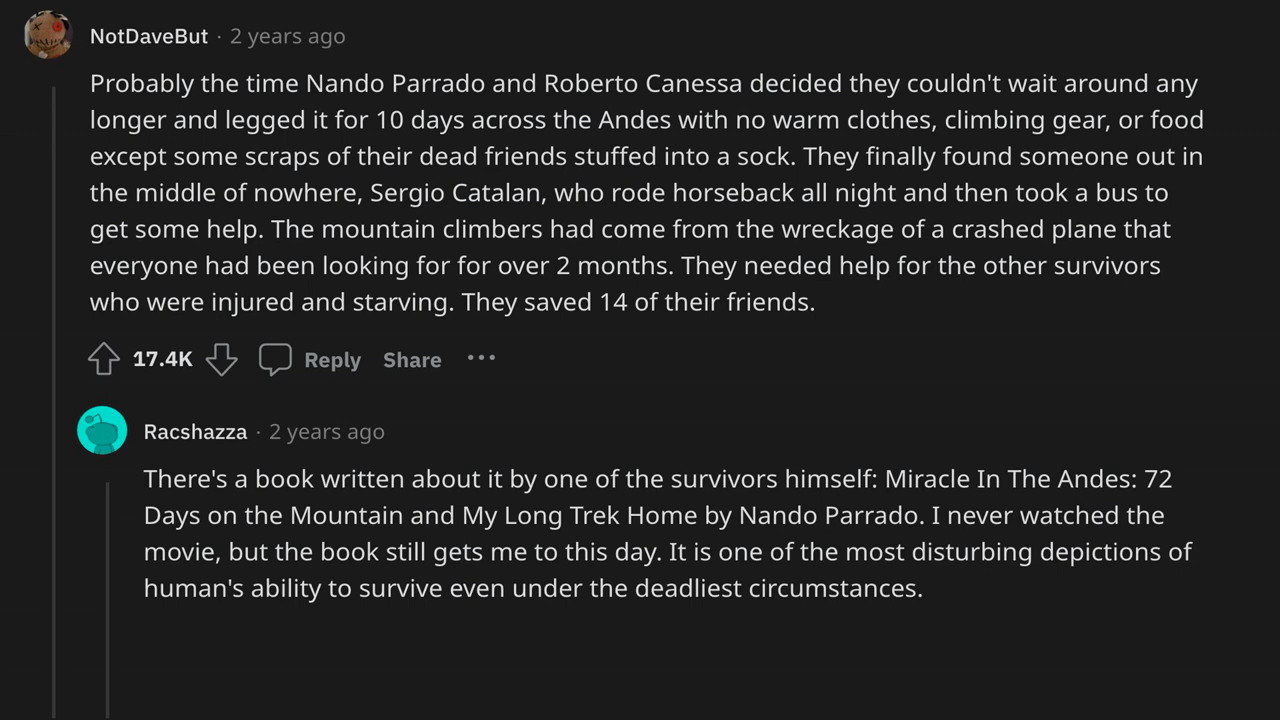 NotDaveBut · 2 years ago
Probably the time Nando Parrado and Roberto Canessa decided they couldn't wait around any
longer and legged it for 10 days across the Andes with no warm clothes, climbing gear, or food
except some scraps of their dead friends stuffed into a sock. They finally found someone out in
the middle of nowhere, Sergio Catalan, who rode horseback all night and then took a bus to
get some help. The mountain climbers had come from the wreckage of a crashed plane that
everyone had been looking for for over 2 months. They needed help for the other survivors
who were injured and starving. They saved 14 of their friends.
17.4K Reply Share ···
Racshazza · 2 years ago
There's a book written about it by one of the survivors himself: Miracle In The Andes: 72
Days on the Mountain and My Long Trek Home by Nando Parrado. I never watched the
movie, but the book still gets me to this day. It is one of the most disturbing depictions of
human's ability to survive even under the deadliest circumstances.